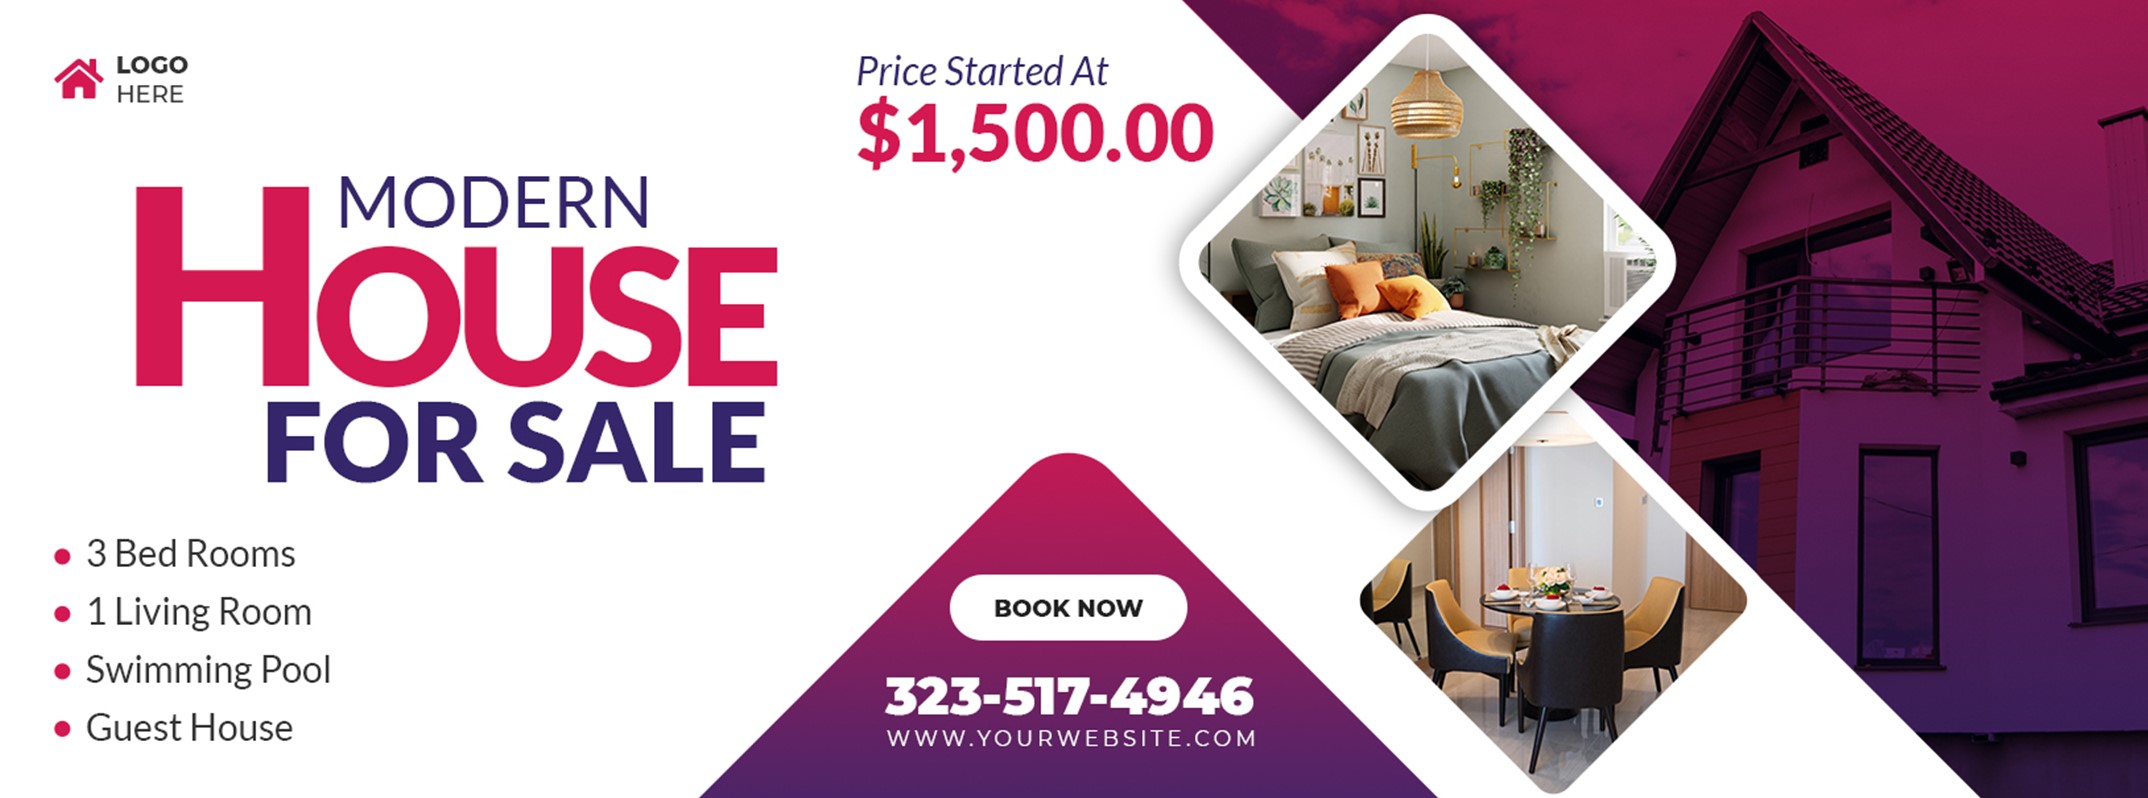 LOGO
HERE
MODERN
HOUSE
FOR SALE
3 Bed Rooms
1 Living Room
Swimming Pool
Guest House
Price Started At
$1,500.00
BOOK NOW
323-517-4946
WWW.YOURWEBSITE.COM